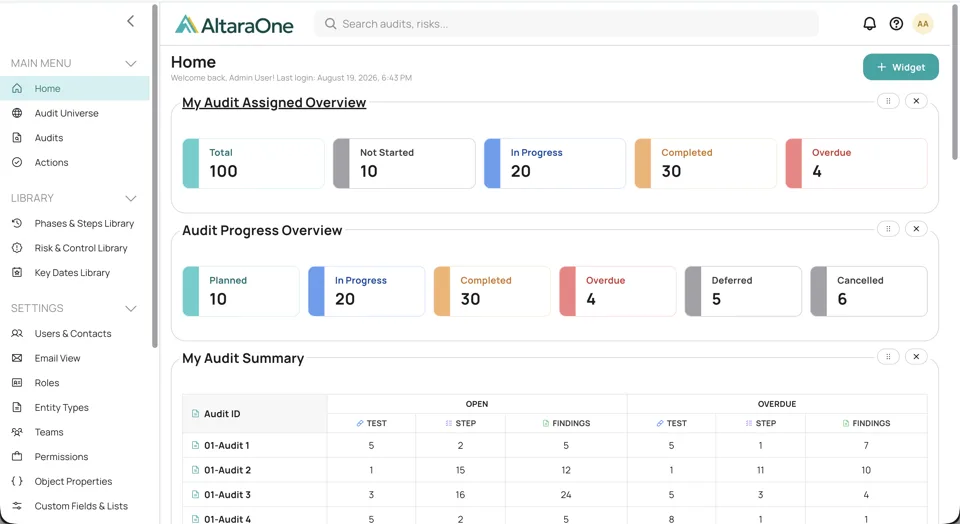 AltaraOne
Search audits, risks...
AA
MAIN MENU
Home
Audit Universe
Audits
Actions
LIBRARY
Phases & Steps Library
Risk & Control Library
Key Dates Library
SETTINGS
Users & Contacts
Email View
Roles
Entity Types
Teams
Permissions
Object Properties
Custom Fields & Lists
Home
Welcome back, Admin User! Last login: August 19, 2026, 6:43 PM
+ Widget
My Audit Assigned Overview
Total Not Started In Progress Completed Overdue
100 10 20 30 4
Audit Progress Overview
Planned In Progress Completed Overdue Deferred Cancelled
10 20 30 4 5 6
My Audit Summary
Audit ID OPEN OVERDUE
TEST STEP FINDINGS TEST STEP FINDINGS
01-Audit 1 5 2 5 5 1 7
01-Audit 2 1 15 12 1 11 10
01-Audit 3 3 16 24 5 3 4
01-Audit 4 5 2 5 8 1 1